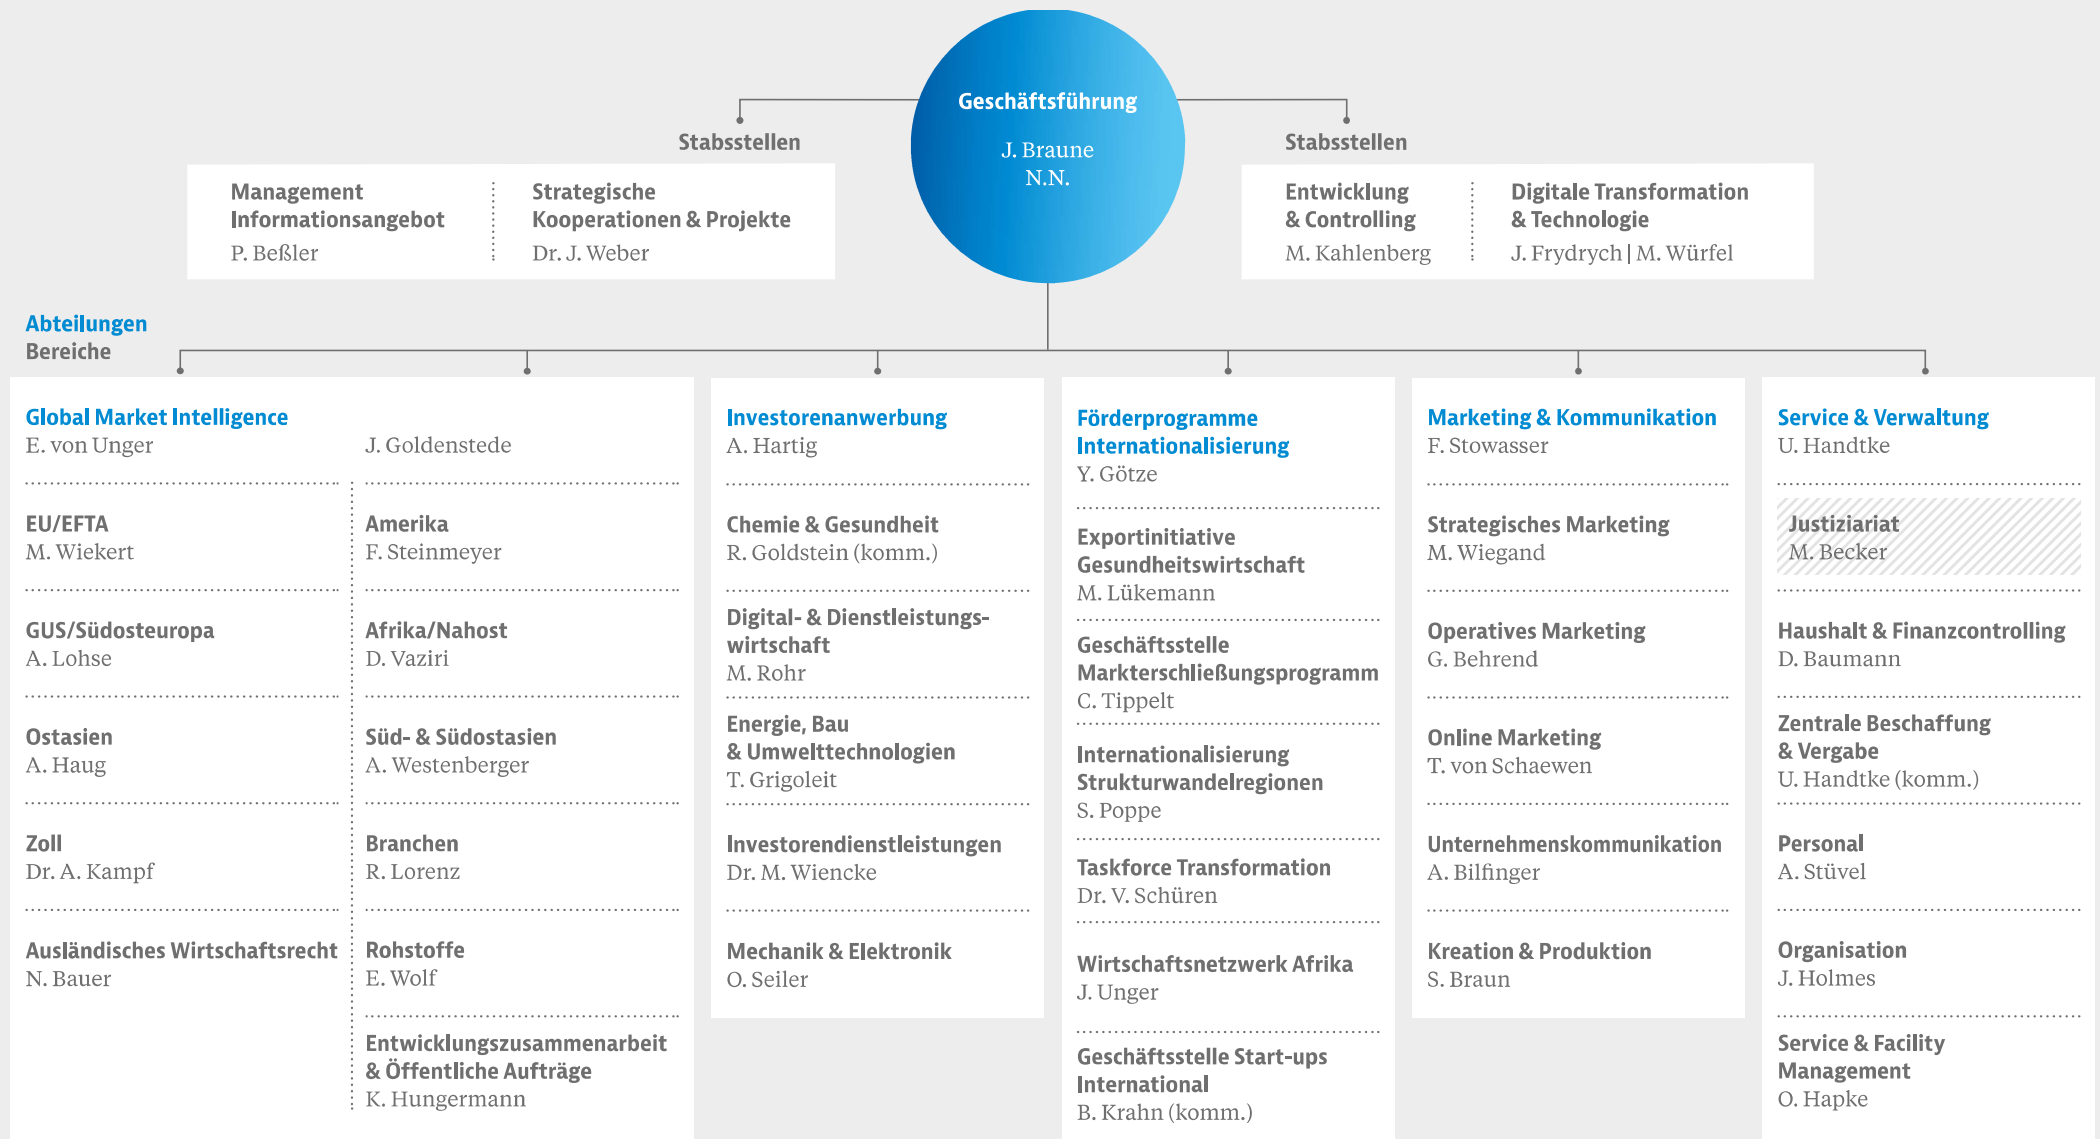 Geschäftsführung
J. Braune
N.N.
Stabsstellen
Management
Informationsangebot
P. Beßler
Strategische
Kooperationen & Projekte
Dr. J. Weber
Stabsstellen
Entwicklung
& Controlling
M. Kahlenberg
Digitale Transformation
& Technologie
J. Frydrych | M. Würfel
Abteilungen
Bereiche
Global Market Intelligence
E. von Unger
EU/EFTA
M. Wiekert
GUS/Südosteuropa
A. Lohse
Ostasien
A. Haug
Zoll
Dr. A. Kampf
Ausländisches Wirtschaftsrecht
N. Bauer
J. Goldenstede
Amerika
F. Steinmeyer
Afrika/Nahost
D. Vaziri
Süd- & Südostasien
A. Westenberger
Branchen
R. Lorenz
Rohstoffe
E. Wolf
Entwicklungszusammenarbeit
& Öffentliche Aufträge
K. Hungermann
Investorenanwerbung
A. Hartig
Chemie & Gesundheit
R. Goldstein (komm.)
Digital- & Dienstleistungs-
wirtschaft
M. Rohr
Energie, Bau
& Umwelttechnologien
T. Grigoleit
Investorendienstleistungen
Dr. M. Wiencke
Mechanik & Elektronik
O. Seiler
Förderprogramme
Internationalisierung
Y. Götze
Exportinitiative
Gesundheitswirtschaft
M. Lükemann
Geschäftsstelle
Markterschließungsprogramm
C. Tippelt
Internationalisierung
Strukturwandelregionen
S. Poppe
Taskforce Transformation
Dr. V. Schüren
Wirtschaftsnetzwerk Afrika
J. Unger
Geschäftsstelle Start-ups
International
B. Krahn (komm.)
Marketing & Kommunikation
F. Stowasser
Strategisches Marketing
M. Wiegand
Operatives Marketing
G. Behrend
Online Marketing
T. von Schaewen
Unternehmenskommunikation
A. Bilfinger
Kreation & Produktion
S. Braun
Service & Verwaltung
U. Handtke
Justiziariat
M. Becker
Haushalt & Finanzcontrolling
D. Baumann
Zentrale Beschaffung
& Vergabe
U. Handtke (komm.)
Personal
A. Stüvel
Organisation
J. Holmes
Service & Facility
Management
O. Hapke